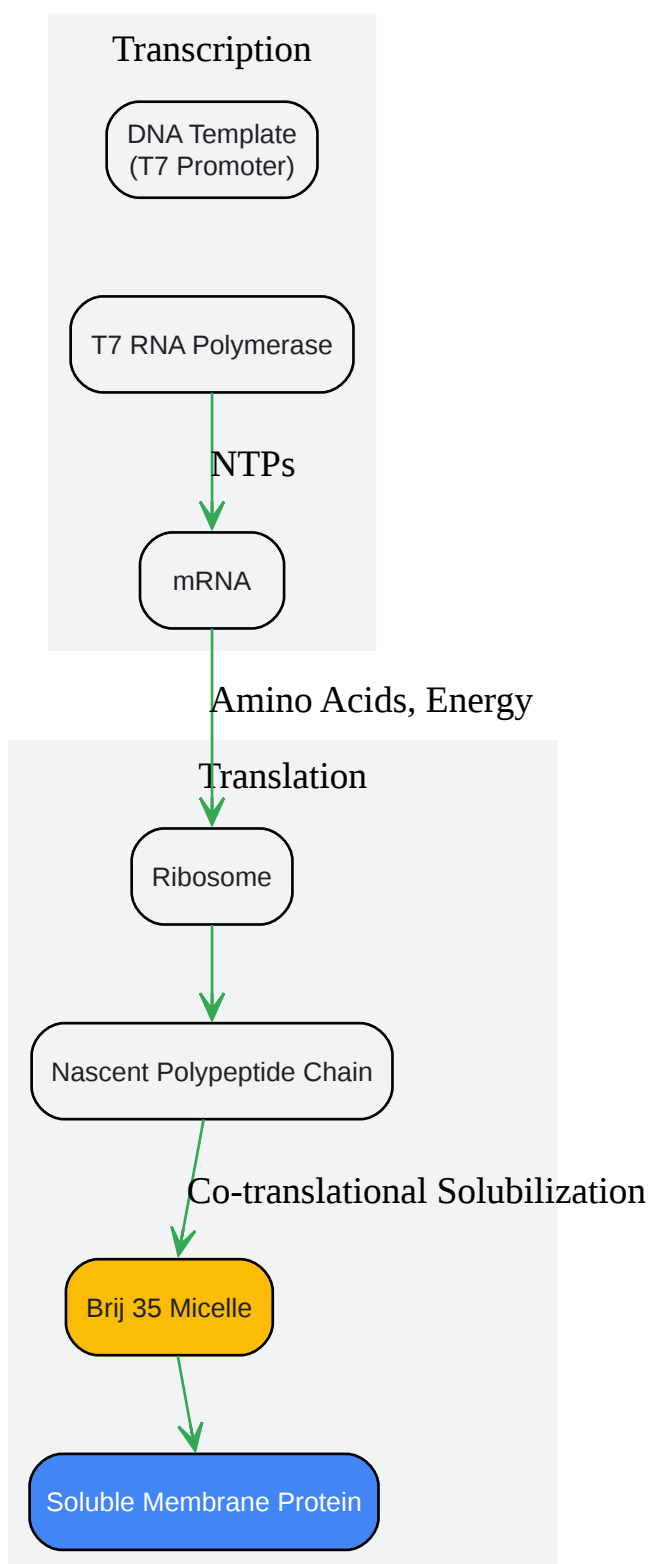 Transcription
DNA Template
(T7 Promoter)
T7 RNA Polymerase
NTPs
mRNA
Amino Acids, Energy
Translation
Ribosome
Nascent Polypeptide Chain
Co-translational Solubilization
Brij 35 Micelle
Soluble Membrane Protein